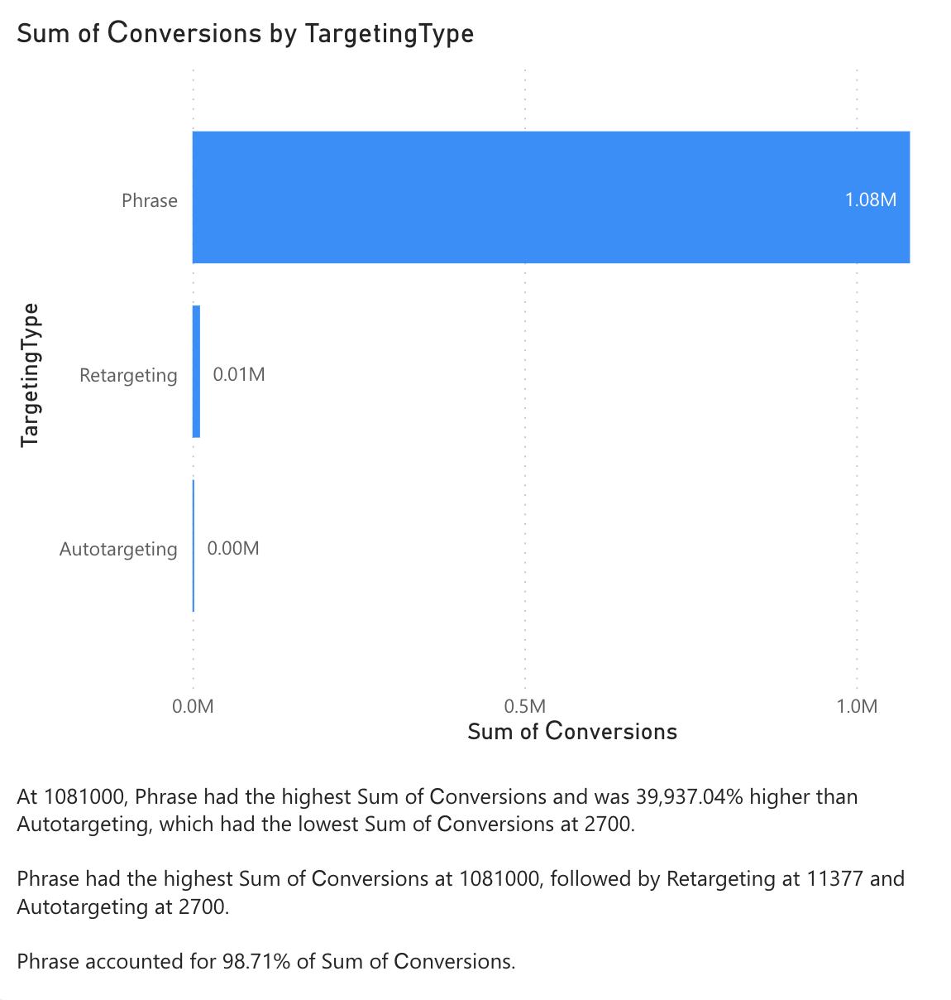 Sum of Conversions by TargetingType
Phrase
1.08M
Retargeting
0.01M
Autotargeting
0.00M
TargetingType
0.0M
0.5M
1.0M
Sum of Conversions
At 1081000, Phrase had the highest Sum of Conversions and was 39,937.04% higher than
Autotargeting, which had the lowest Sum of Conversions at 2700.
Phrase had the highest Sum of Conversions at 1081000, followed by Retargeting at 11377 and
Autotargeting at 2700.
Phrase accounted for 98.71% of Sum of Conversions.